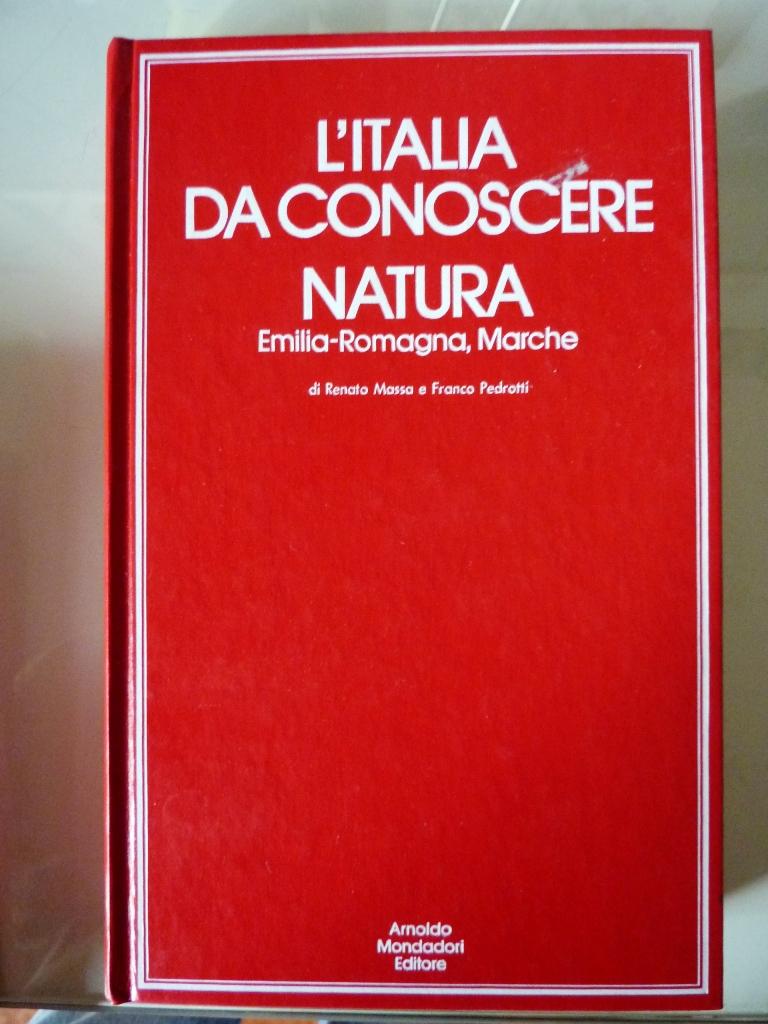 L'ITALIA
DA CONOSCERE
NATURA
Emilia-Romagna, Marche
di Renato Massa e Franco Pedrotti
Arnoldo
Mondadori
Editore